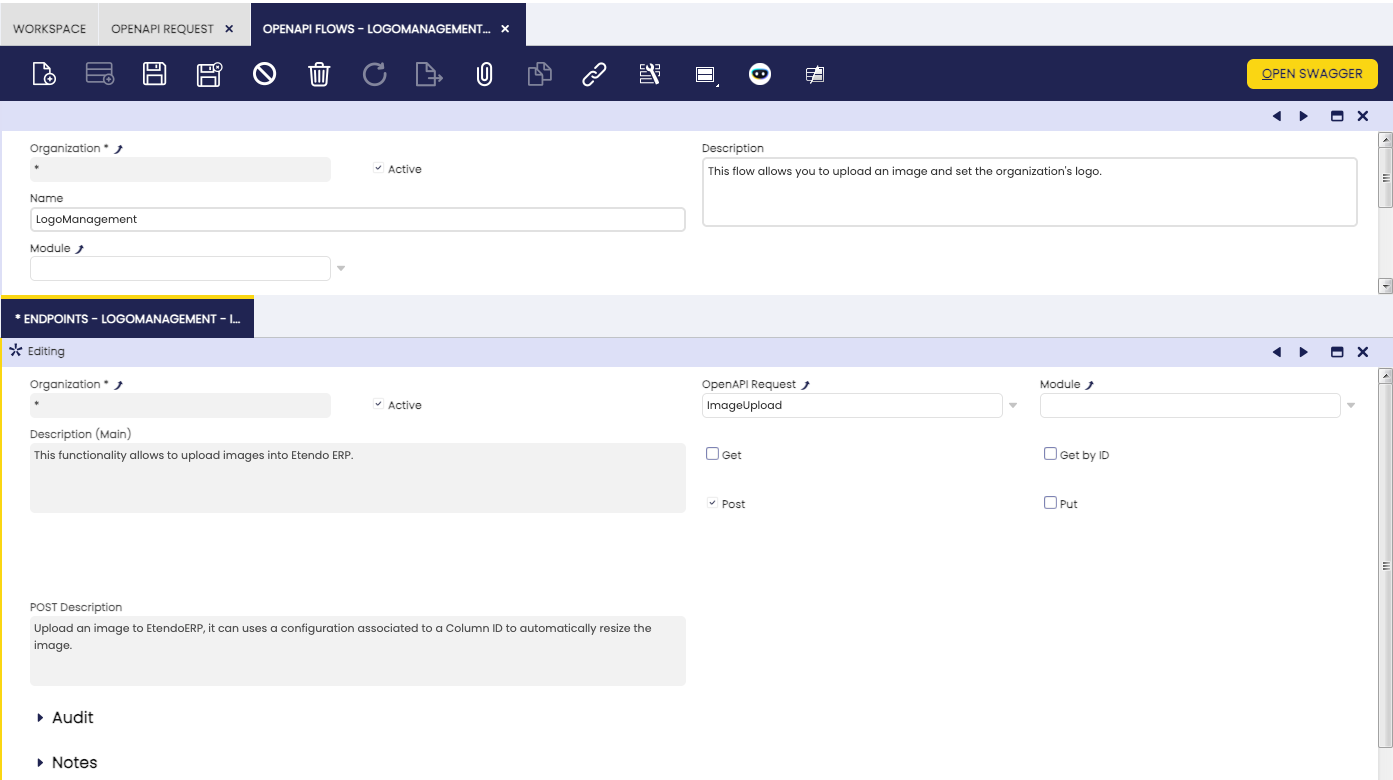 WORKSPACE
OPENAPI REQUEST
OPENAPI FLOWS - LOGOMANAGEMENT...
OPEN SWAGGER
Organization *
*
Active
Description
This flow allows you to upload an image and set the organization's logo.
Name
LogoManagement
Module
* ENDPOINTS - LOGOMANAGEMENT - I...
Editing
Organization *
*
Active
OpenAPI Request
ImageUpload
Module
Description (Main)
This functionality allows to upload images into Etendo ERP.
Get
Get by ID
Post
Put
POST Description
Upload an image to EtendoERP, it can uses a configuration associated to a Column ID to automatically resize the
image.
Audit
Notes